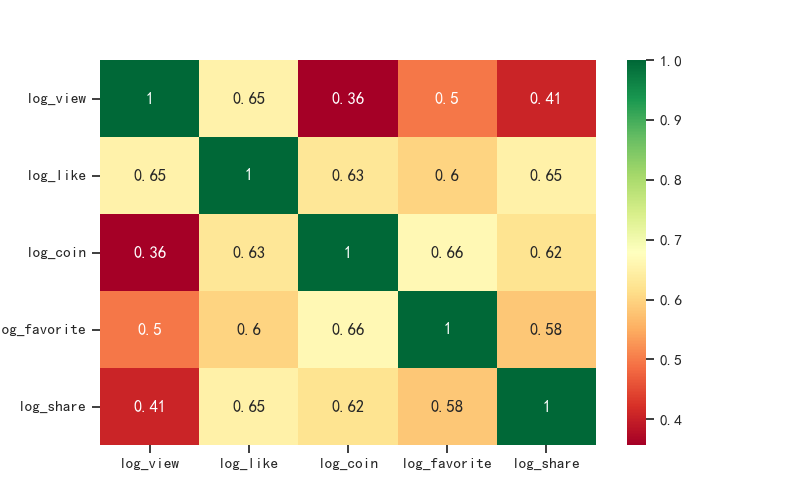 log_view 1 0.65 0.36 0.5 0.41
log_like 0.65 1 0.63 0.6 0.65
log_coin 0.36 0.63 1 0.66 0.62
og_favorite 0.5 0.6 0.66 1 0.58
log_share 0.41 0.65 0.62 0.58 1
log_view log_like log_coin log_favorite log_share
1.0
0.9
0.8
0.7
0.6
0.5
0.4